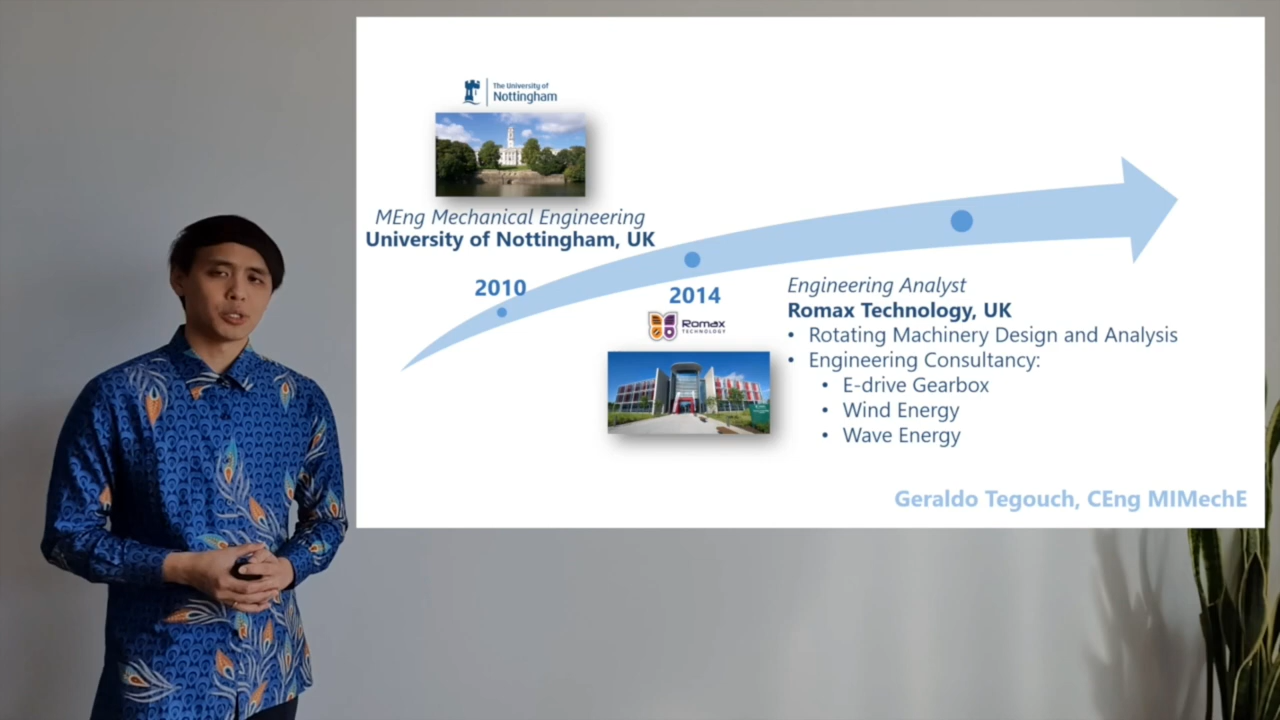 The University of
Nottingham
MEng Mechanical Engineering
University of Nottingham, UK
2010
2014
Romax
TECHNOLOGY
Engineering Analyst
Romax Technology, UK
• Rotating Machinery Design and Analysis
• Engineering Consultancy:
• E-drive Gearbox
• Wind Energy
• Wave Energy
Geraldo Tegouch, CEng MIMechE